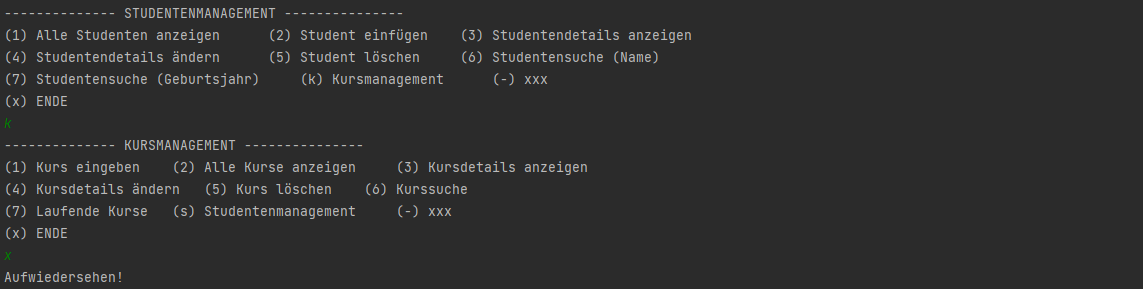 -------------- STUDENTENMANAGEMENT ---------------
(1) Alle Studenten anzeigen (2) Student einfügen (3) Studentendetails anzeigen
(4) Studentendetails ändern (5) Student löschen (6) Studentensuche (Name)
(7) Studentensuche (Geburtsjahr) (k) Kursmanagement (-) xxx
(x) ENDE
k
-------------- KURSMANAGEMENT ---------------
(1) Kurs eingeben (2) Alle Kurse anzeigen (3) Kursdetails anzeigen
(4) Kursdetails ändern (5) Kurs löschen (6) Kurssuche
(7) Laufende Kurse (s) Studentenmanagement (-) xxx
(x) ENDE
x
Aufwiedersehen!